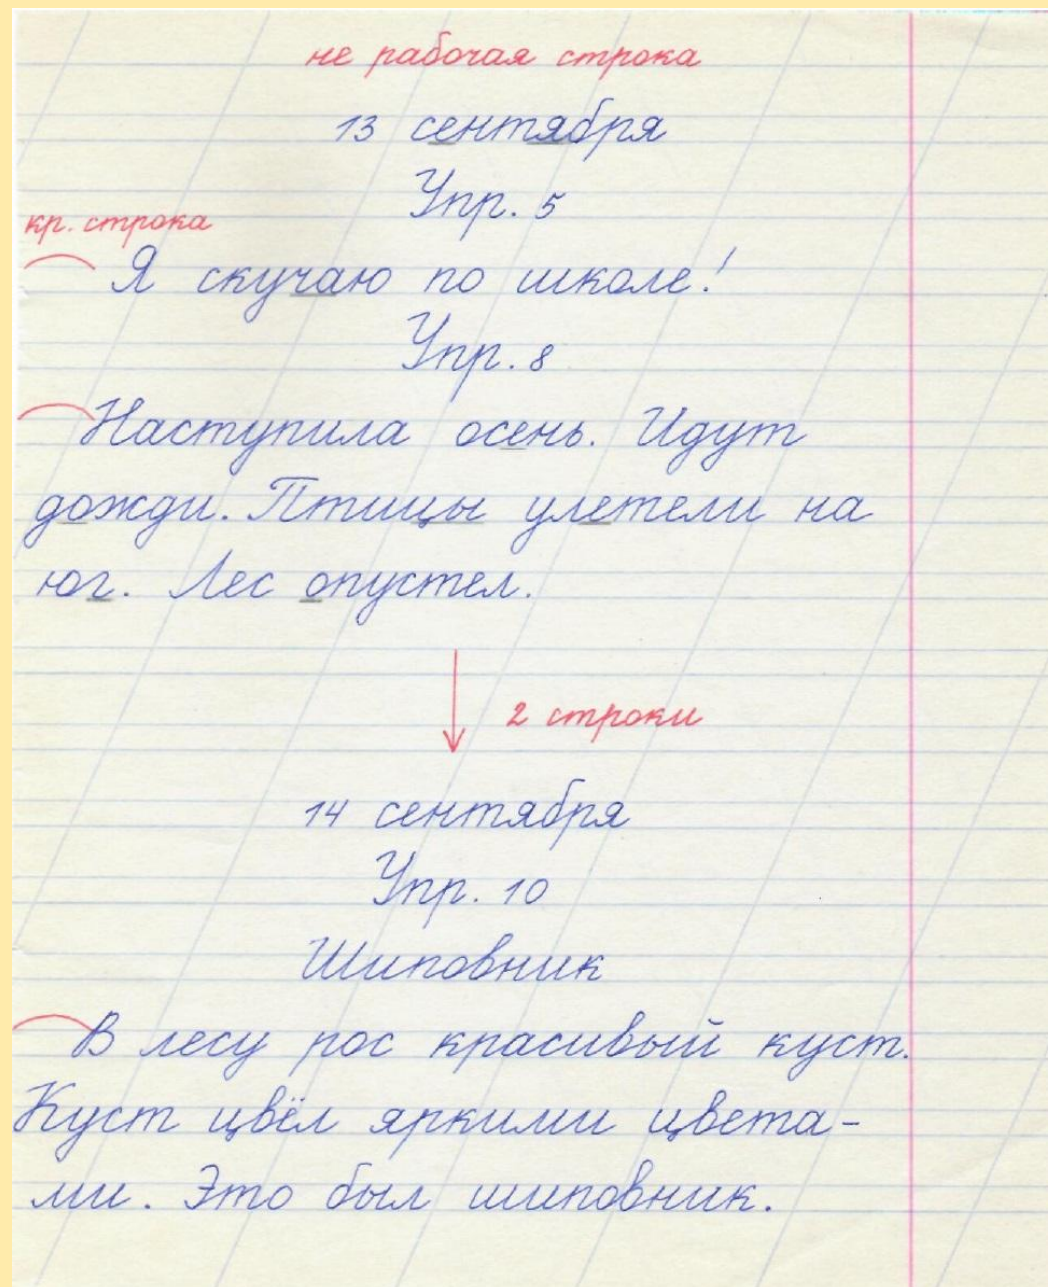 не рабочая строка
13 сентября
Упр. 5
кр. строка
Я скучаю по школе!
Упр. 8
Наступила осень. Идут
дожди. Птицы улетели на
юг. Лес опустел.
2 строки
14 сентября
Упр. 10
Шиповник
В лесу рос красивый куст.
Куст цвёл яркими цвета-
ми. Это был шиповник.